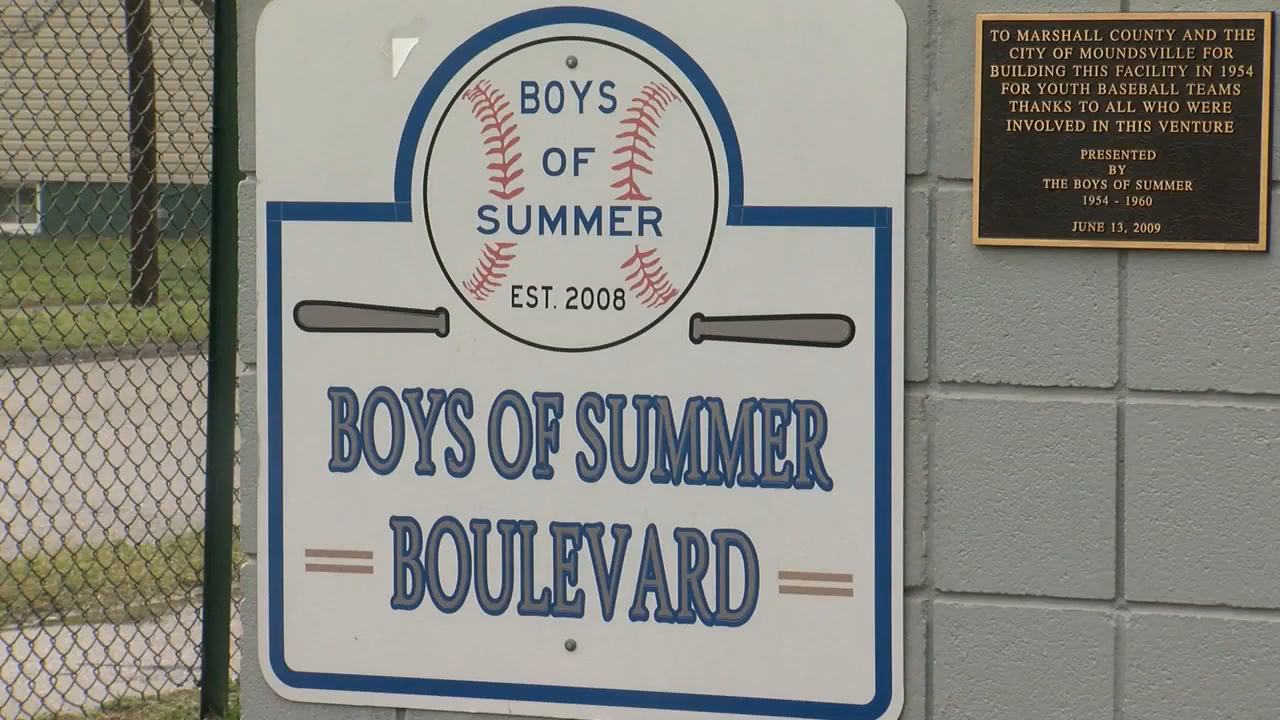 BOYS
OF
SUMMER
EST. 2008
BOYS OF SUMMER
BOULEVARD
TO MARSHALL COUNTY AND THE
CITY OF MOUNDSVILLE FOR
BUILDING THIS FACILITY IN 1954
FOR YOUTH BASEBALL TEAMS
THANKS TO ALL WHO WERE
INVOLVED IN THIS VENTURE
PRESENTED
BY
THE BOYS OF SUMMER
1954 - 1960
JUNE 13, 2009